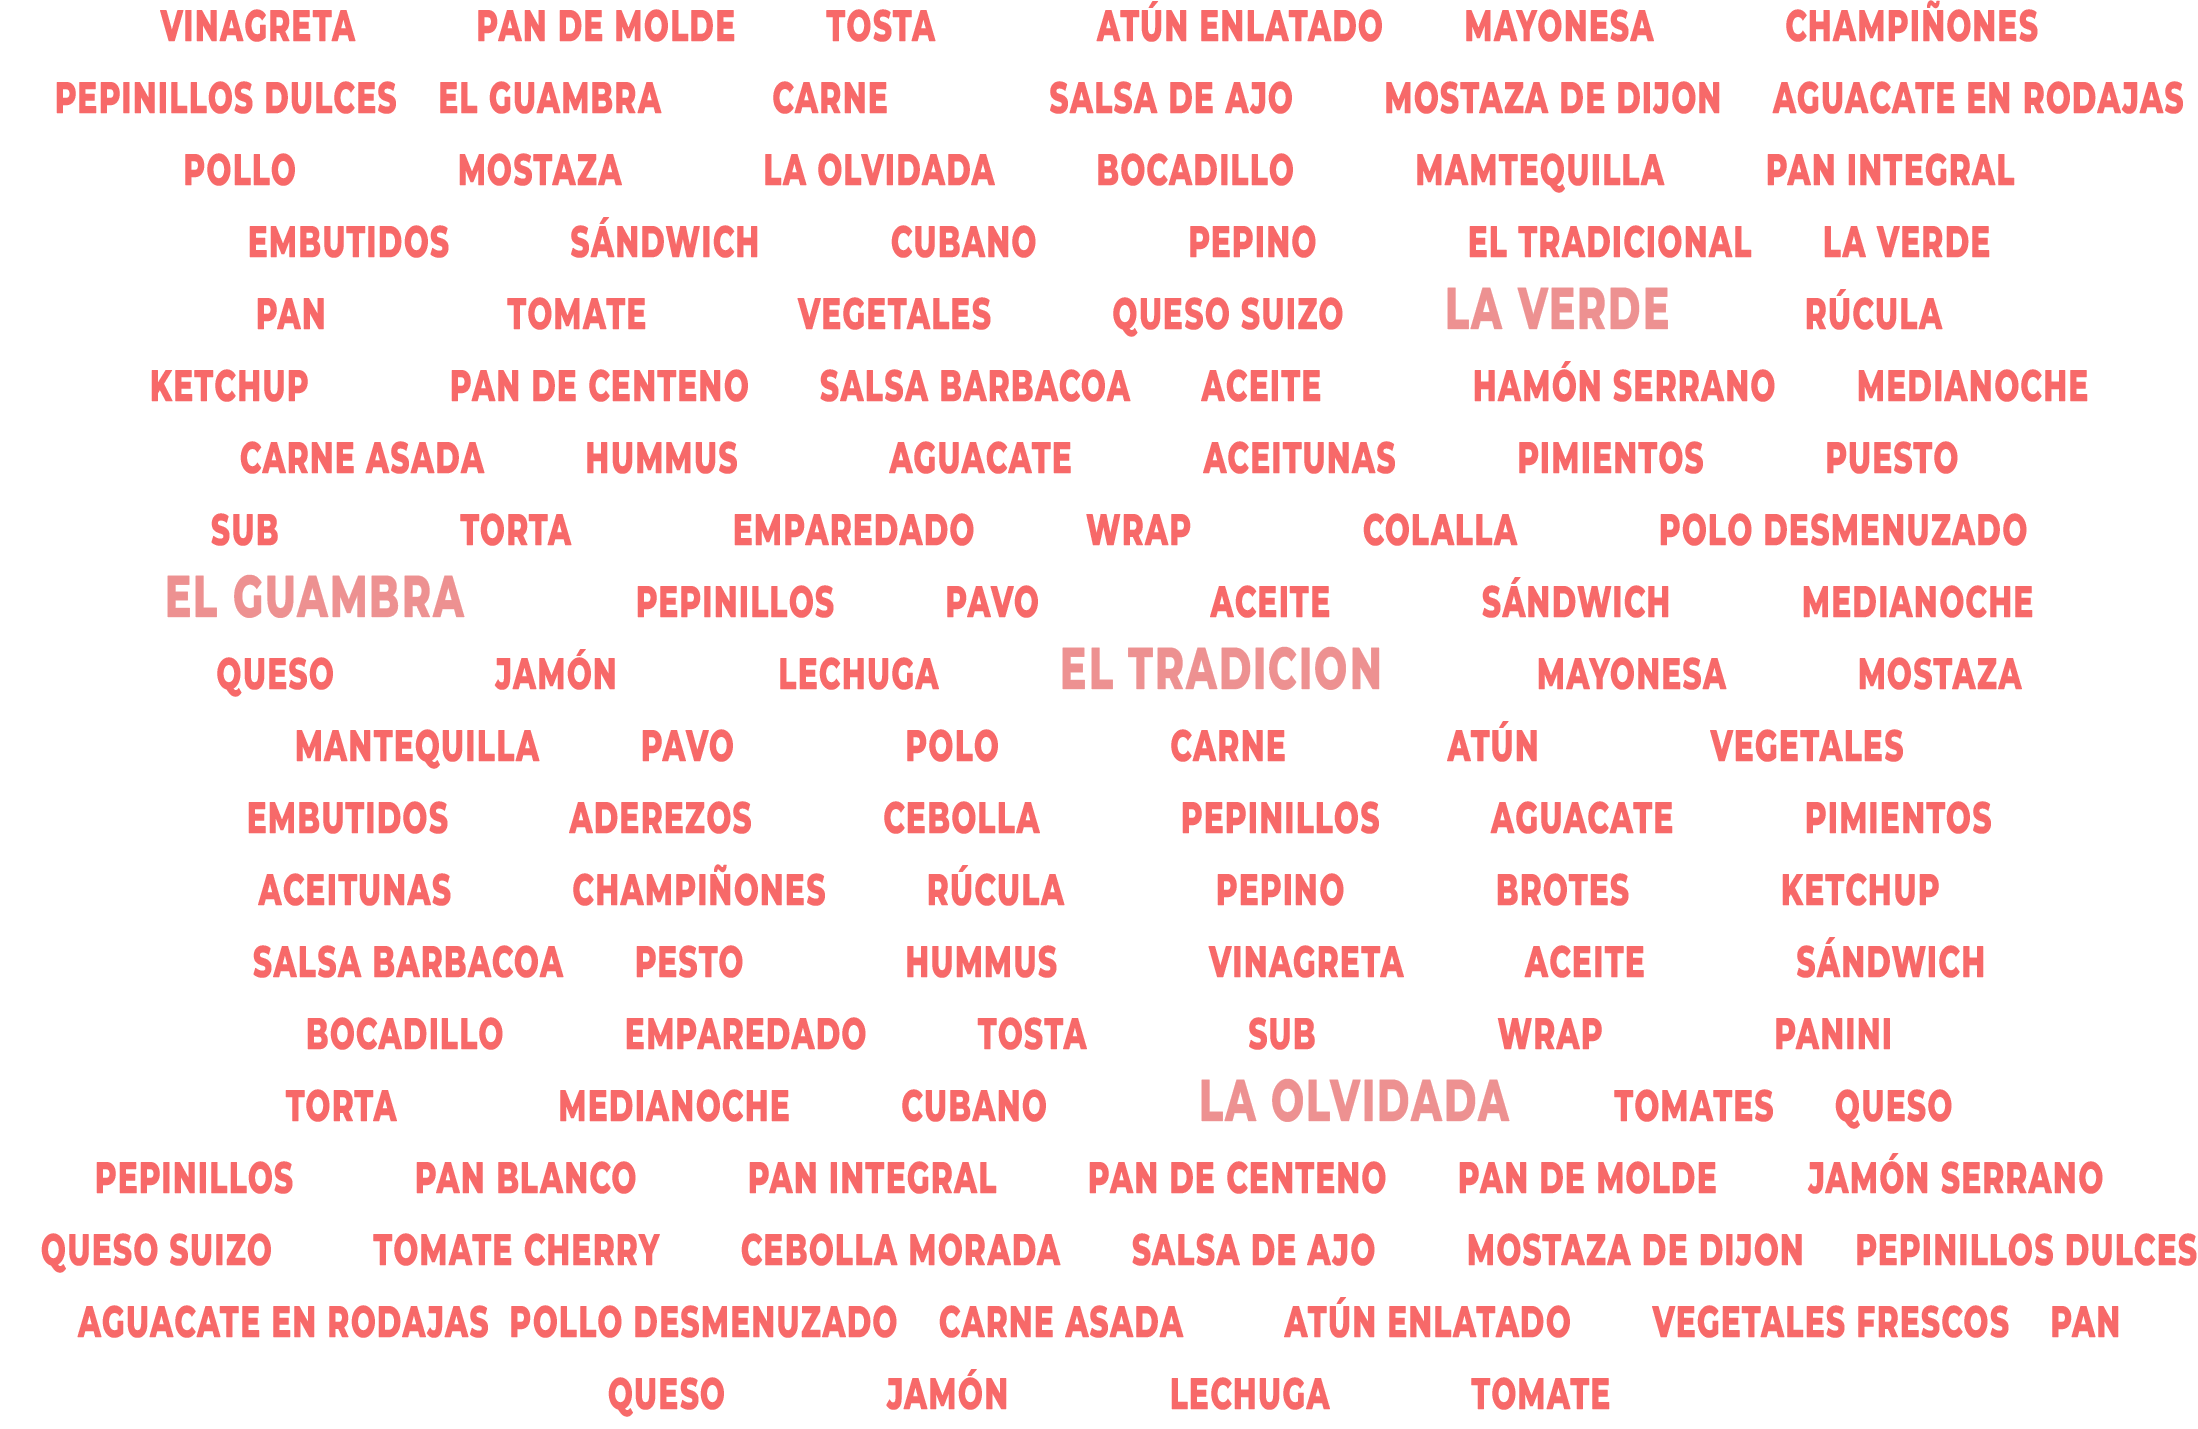 VINAGRETA PAN DE MOLDE TOSTA ATÚN ENLATADO MAYONESA CHAMPIÑONES
PEPINILLOS DULCES EL GUAMBRA CARNE SALSA DE AJO MOSTAZA DE DIJON AGUACATE EN RODAJAS
POLLO MOSTAZA LA OLVIDADA BOCADILLO MAMTEQUILLA PAN INTEGRAL
EMBUTIDOS SÁNDWICH CUBANO PEPINO EL TRADICIONAL LA VERDE
PAN TOMATE VEGETALES QUESO SUIZO LA VERDE RÚCULA
KETCHUP PAN DE CENTENO SALSA BARBACOA ACEITE HAMÓN SERRANO MEDIANOCHE
CARNE ASADA HUMMUS AGUACATE ACEITUNAS PIMIENTOS PUESTO
SUB TORTA EMPAREDADO WRAP COLALLA POLO DESMENUZADO
EL GUAMBRA PEPINILLOS PAVO ACEITE SÁNDWICH MEDIANOCHE
QUESO JAMÓN LECHUGA EL TRADICION MAYONESA MOSTAZA
MANTEQUILLA PAVO POLO CARNE ATÚN VEGETALES
EMBUTIDOS ADEREZOS CEBOLLA PEPINILLOS AGUACATE PIMIENTOS
ACEITUNAS CHAMPIÑONES RÚCULA PEPINO BROTES KETCHUP
SALSA BARBACOA PESTO HUMMUS VINAGRETA ACEITE SÁNDWICH
BOCADILLO EMPAREDADO TOSTA SUB WRAP PANINI
TORTA MEDIANOCHE CUBANO LA OLVIDADA TOMATES QUESO
PEPINILLOS PAN BLANCO PAN INTEGRAL PAN DE CENTENO PAN DE MOLDE JAMÓN SERRANO
QUESO SUIZO TOMATE CHERRY CEBOLLA MORADA SALSA DE AJO MOSTAZA DE DIJON PEPINILLOS DULCES
AGUACATE EN RODAJAS POLLO DESMENUZADO CARNE ASADA ATÚN ENLATADO VEGETALES FRESCOS PAN
QUESO JAMÓN LECHUGA TOMATE